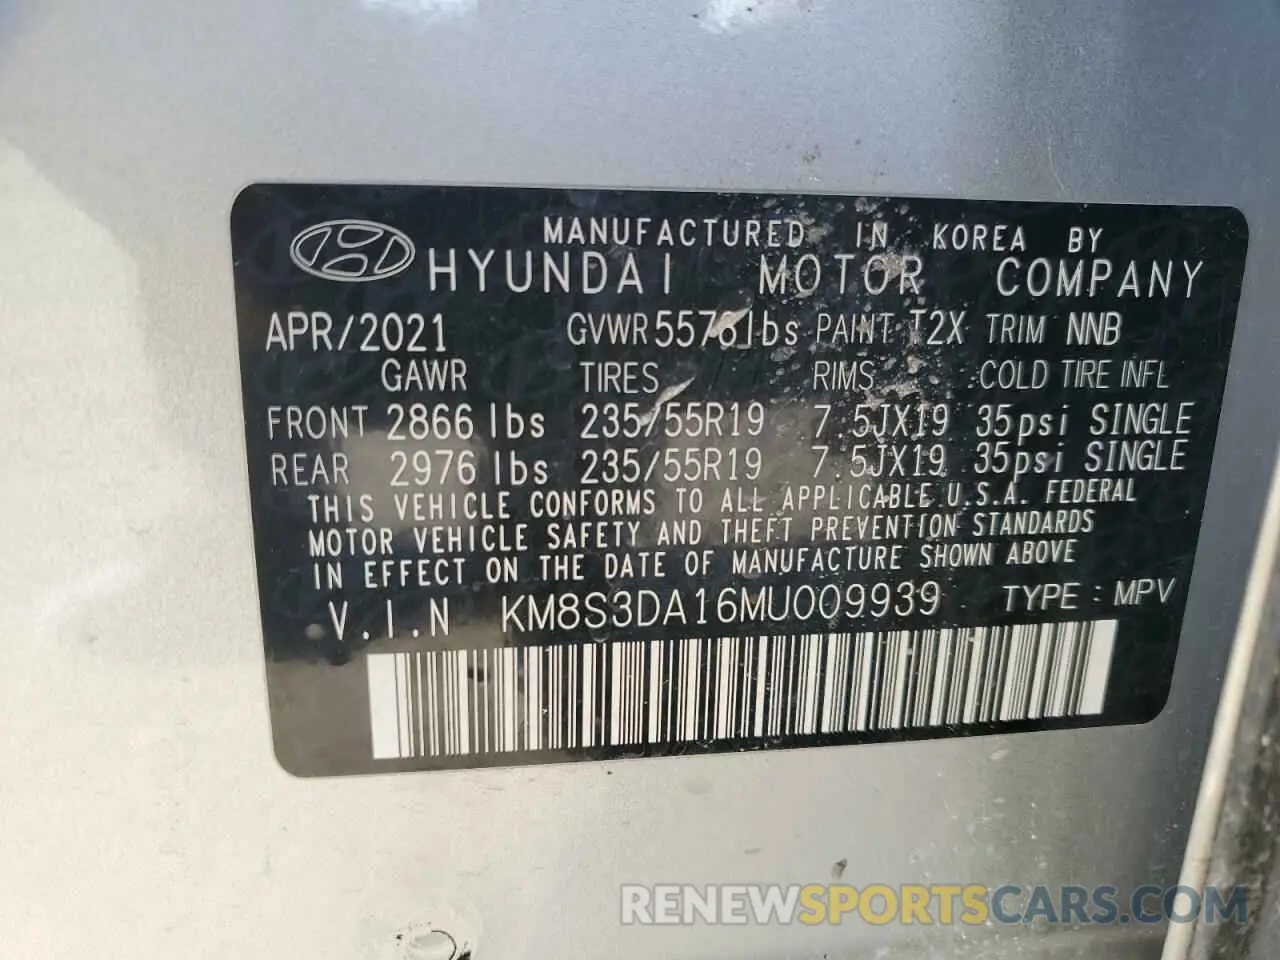 MANUFACTURED IN KOREA BY
HYUNDAI MOTOR COMPANY
APR/2021 GVWR 5578lbs PAINT T2X TRIM NNB
GAWR TIRES RIMS COLD TIRE INFL
FRONT 2866 lbs 235/55R19 7.5JX19 35psi SINGLE
REAR 2976 lbs 235/55R19 7.5JX19 35psi SINGLE
THIS VEHICLE CONFORMS TO ALL APPLICABLE U.S.A. FEDERAL
MOTOR VEHICLE SAFETY AND THEFT PREVENTION STANDARDS
IN EFFECT ON THE DATE OF MANUFACTURE SHOWN ABOVE
V.I.N KM8S3DA16MU009939 TYPE : MPV
RENEWSPORTSCARS.COM